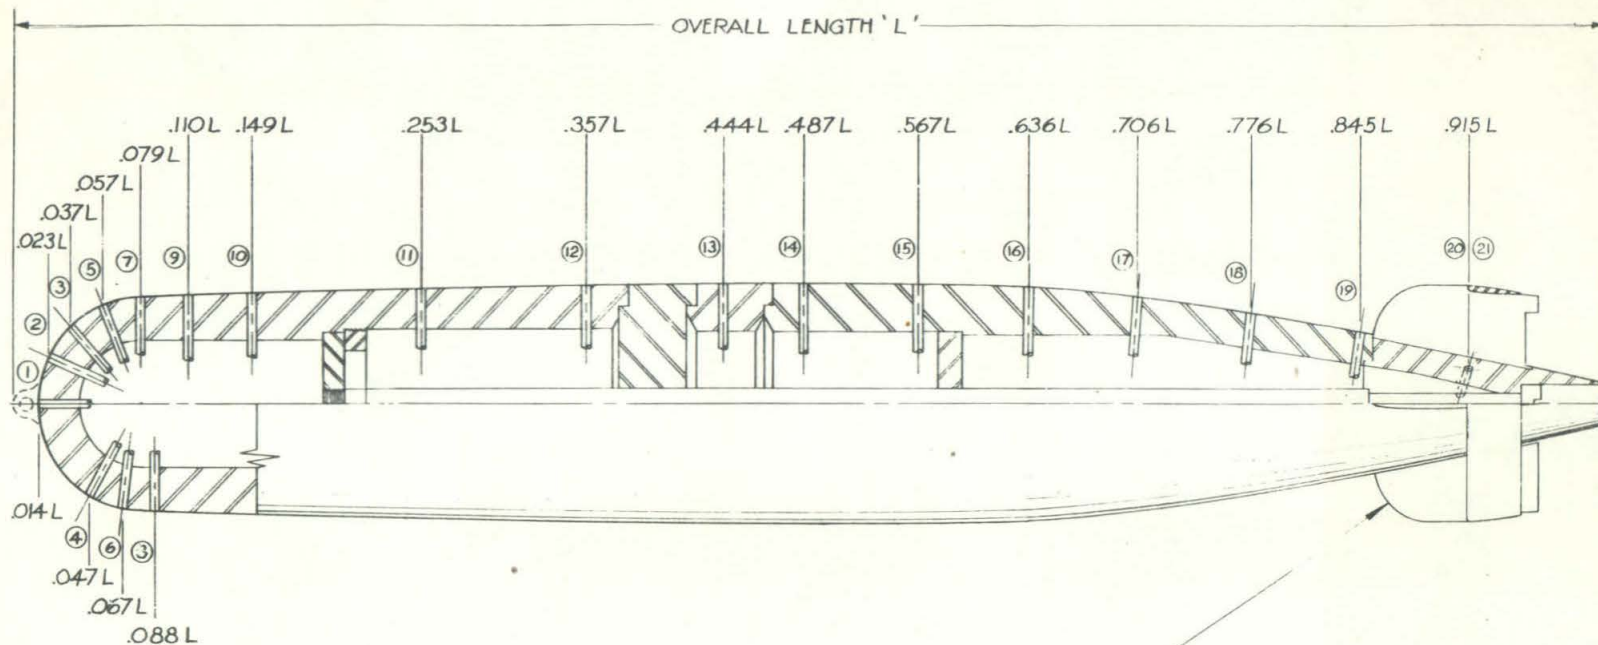 OVERALL LENGTH 'L'
.110L .149L .253L .357L .444L .487L .567L .636L .706L .776L .845L .915L
.079L
.057L
.037L
.023L
① ② ③ ⑤ ⑦ ⑨ ⑩ ⑪ ⑫ ⑬ ⑭ ⑮ ⑯ ⑰ ⑱ ⑲ ⑳ ㉑
.014L
④ ⑥ ③
.047L
.067L
.088L